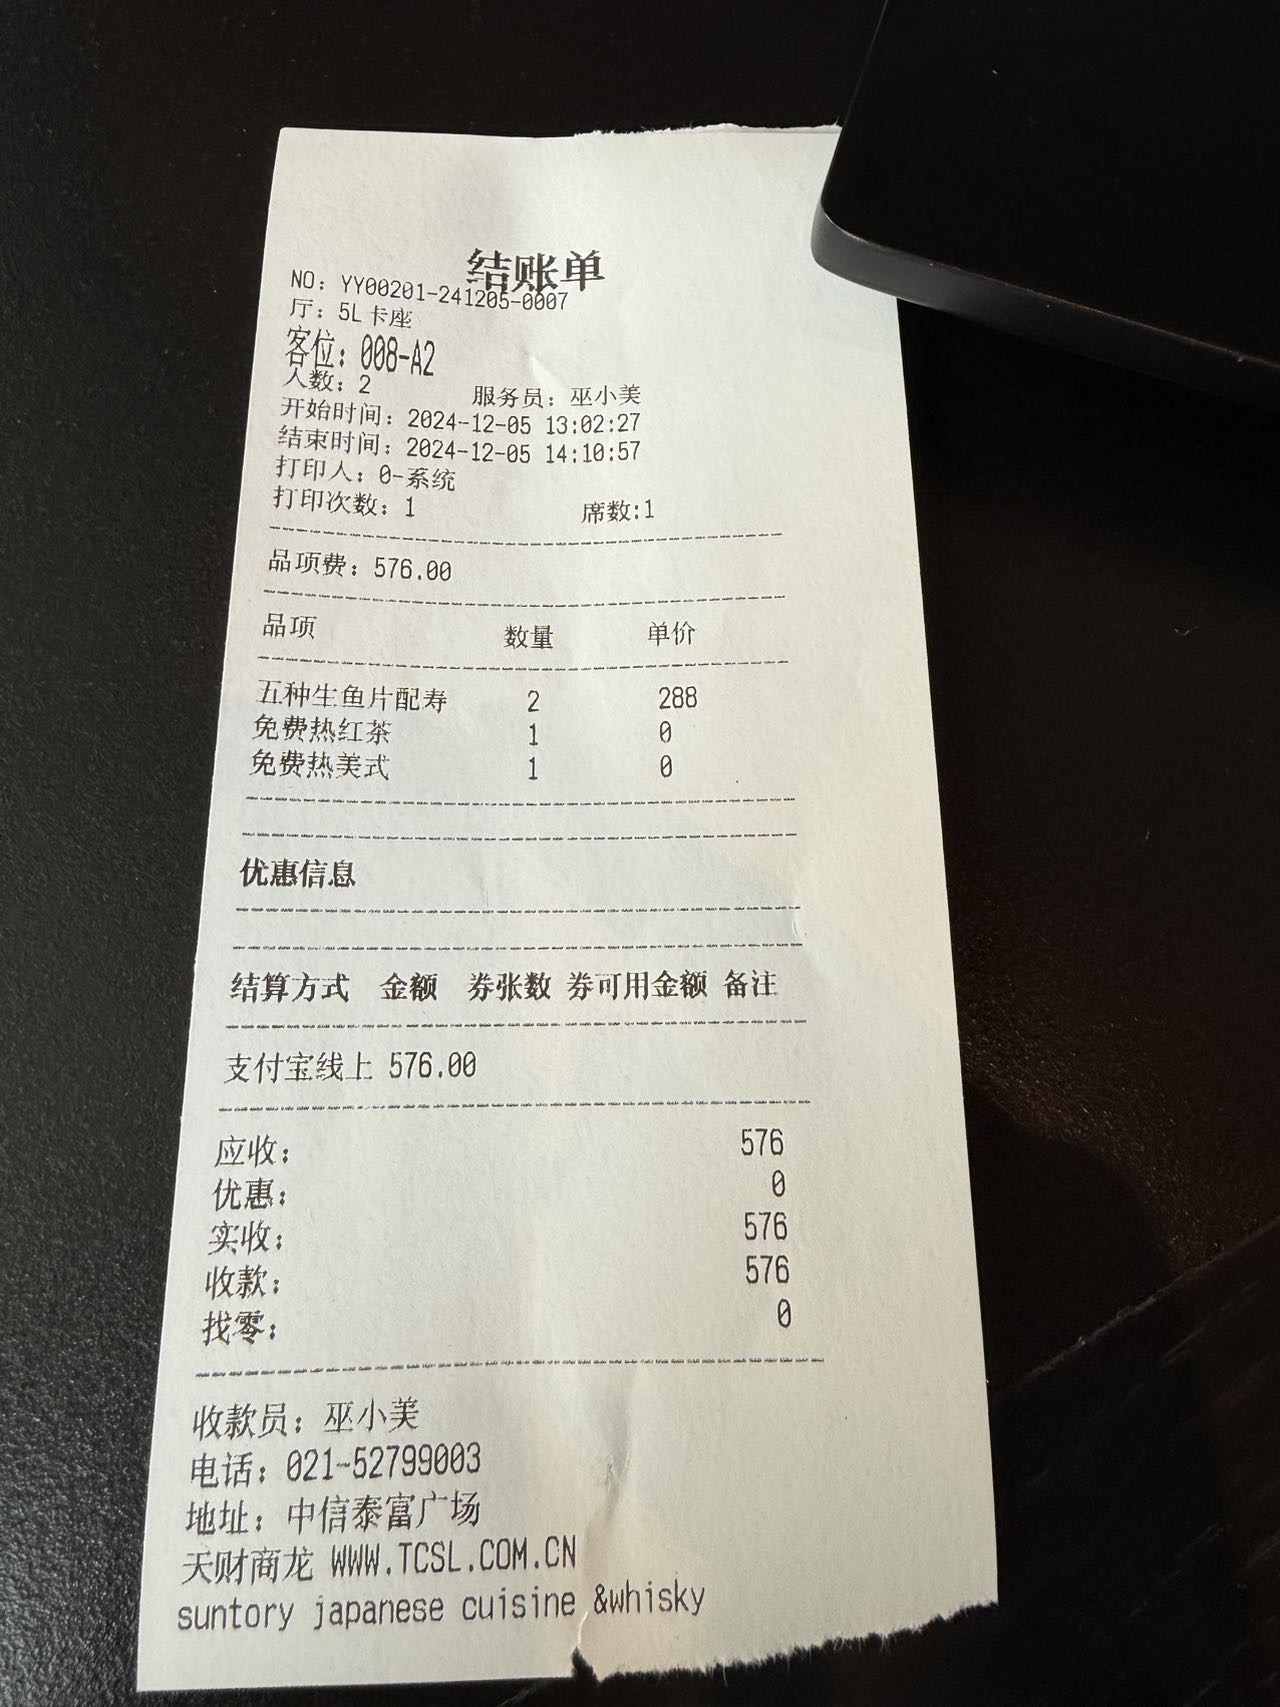 结账单
NO: YY00201-241205-0007
厅: 5L卡座
客位: 008-A2
人数: 2 服务员: 巫小美
开始时间: 2024-12-05 13:02:27
结束时间: 2024-12-05 14:10:57
打印人: 0-系统
打印次数: 1 席数:1
品项费: 576.00
品项 数量 单价
五种生鱼片配寿 2 288
免费热红茶 1 0
免费热美式 1 0
优惠信息
结算方式 金额 券张数 券可用金额 备注
支付宝线上 576.00
应收: 576
优惠: 0
实收: 576
收款: 576
找零: 0
收款员: 巫小美
电话: 021-52799003
地址: 中信泰富广场
天财商龙 WWW.TCSL.COM.CN
suntory japanese cuisine &whisky